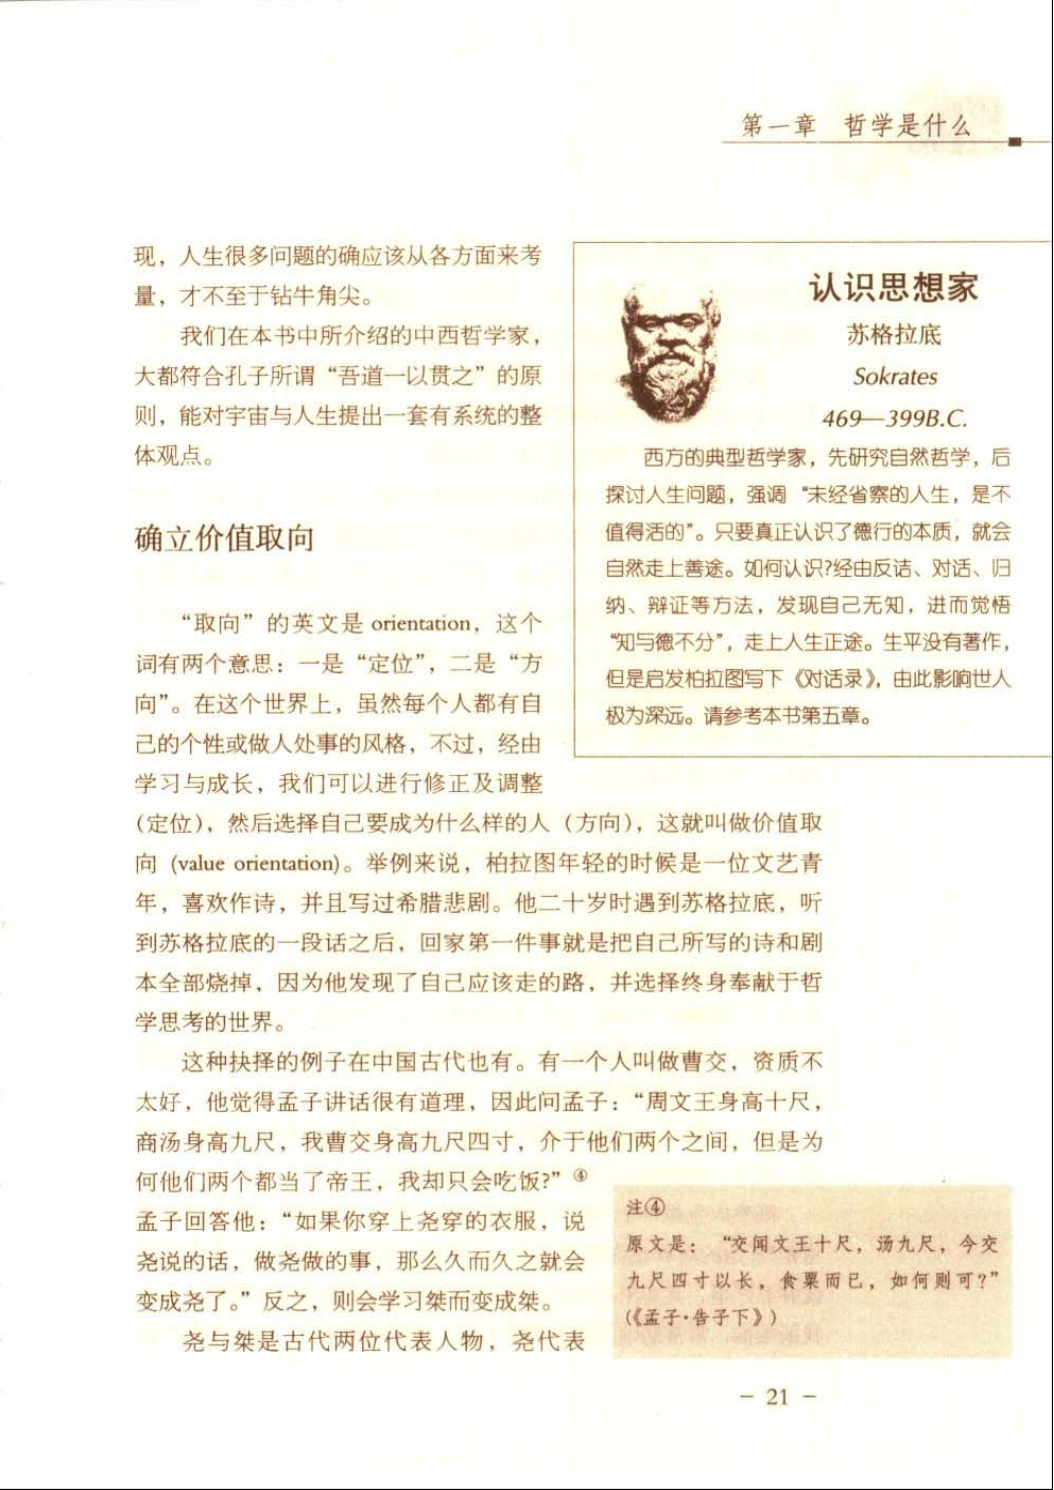 第一章 哲学是什么
现，人生很多问题的确应该从各方面来考
量，才不至于钻牛角尖。
我们在本书中所介绍的中西哲学家，
大都符合孔子所谓“吾道一以贯之”的原
则，能对宇宙与人生提出一套有系统的整
体观点。
确立价值取向
“取向”的英文是 orientation，这个
词有两个意思：一是“定位”，二是“方
向”。在这个世界上，虽然每个人都有自
己的个性或做人处事的风格，不过，经由
学习与成长，我们可以进行修正及调整
（定位），然后选择自己要成为什么样的人（方向），这就叫做价值取
向 (value orientation)。举例来说，柏拉图年轻的时候是一位文艺青
年，喜欢作诗，并且写过希腊悲剧。他二十岁时遇到苏格拉底，听
到苏格拉底的一段话之后，回家第一件事就是把自己所写的诗和剧
本全部烧掉，因为他发现了自己应该走的路，并选择终身奉献于哲
学思考的世界。
这种抉择的例子在中国古代也有。有一个人叫做曹交，资质不
太好，他觉得孟子讲话很有道理，因此问孟子：“周文王身高十尺，
商汤身高九尺，我曹交身高九尺四寸，介于他们两个之间，但是为
何他们两个都当了帝王，我却只会吃饭?”④
孟子回答他：“如果你穿上尧穿的衣服，说
尧说的话，做尧做的事，那么久而久之就会
变成尧了。”反之，则会学习桀而变成桀。
尧与桀是古代两位代表人物，尧代表
认识思想家
苏格拉底
Sokrates
469—399B.C.
西方的典型哲学家，先研究自然哲学，后
探讨人生问题，强调“未经省察的人生，是不
值得活的”。只要真正认识了德行的本质，就会
自然走上善途。如何认识?经由反诘、对话、归
纳、辩证等方法，发现自己无知，进而觉悟
“知与德不分”，走上人生正途。生平没有著作，
但是启发柏拉图写下《对话录》，由此影响世人
极为深远。请参考本书第五章。
注④
原文是：“交闻文王十尺，汤九尺，今交
九尺四寸以长，食粟而已，如何则可?”
(《孟子·告子下》)
－ 21 －